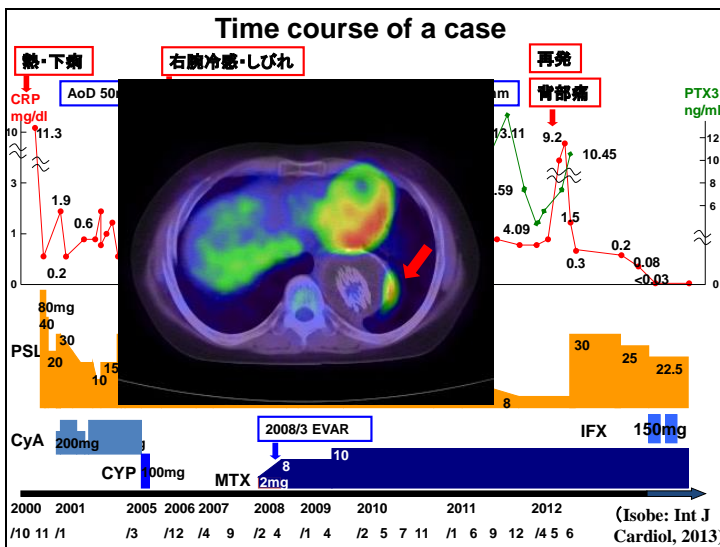 Time course of a case
熱・下痢
右腕冷感・しびれ
再発
背部痛
AoD 50m
mm
CRP
mg/dl
PTX3
ng/ml
10
3
1
0
11.3
1.9
0.6
0.2
13.11
.59
4.09
9.2
10.45
1.5
0.3
0.2
0.08
<0.03
12
10
8
6
4
2
0
PSL
80mg
40
20
30
10
15
8
30
25
22.5
CyA
200mg
CYP
100mg
2008/3 EVAR
MTX
2mg
8
10
IFX
150mg
2000 2001 2005 2006 2007 2008 2009 2010 2011 2012
/10 11 /1 /3 /12 /4 9 /2 4 /1 4 /2 5 7 11 /1 6 9 12 /4 5 6
(Isobe: Int J
Cardiol, 2013)